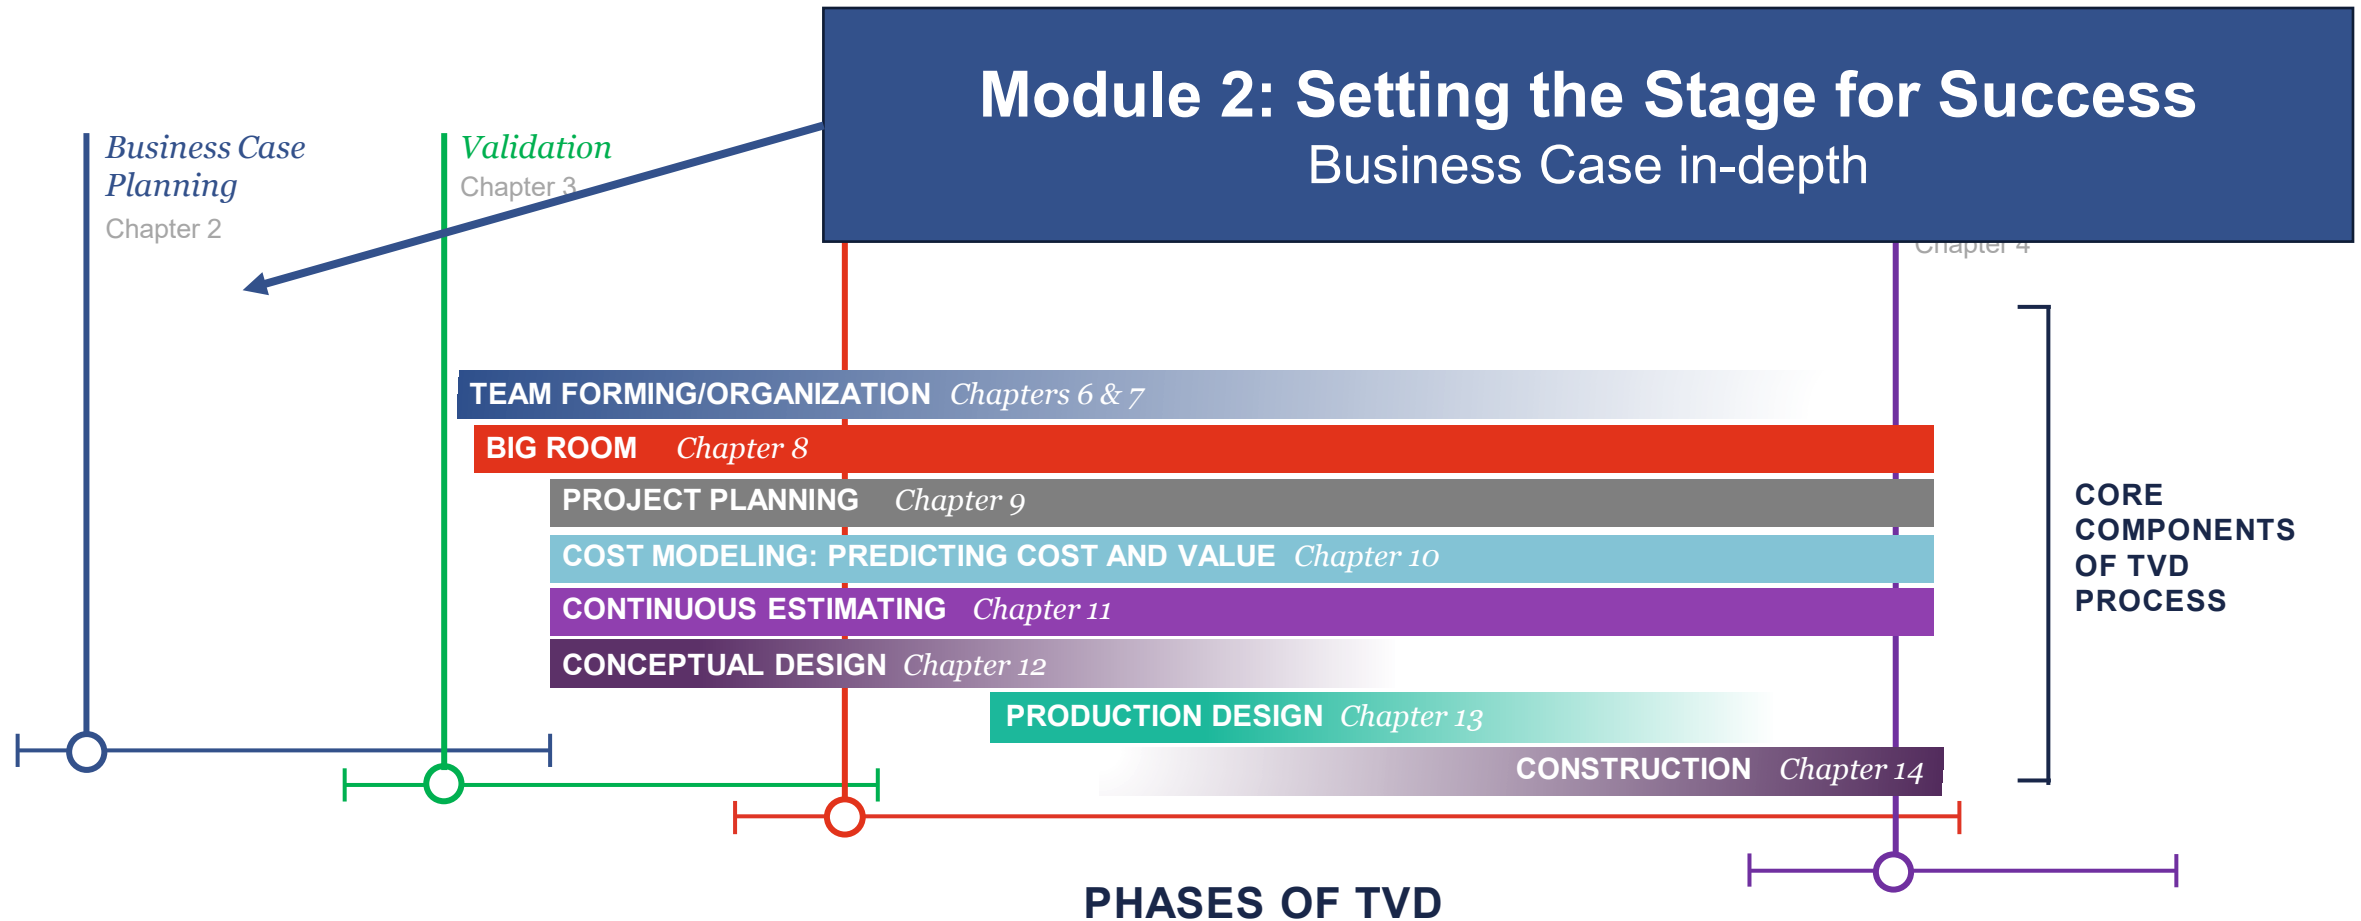 Module 2: Setting the Stage for Success
Business Case in-depth
Business Case
Planning
Chapter 2
Validation
Chapter 3
Chapter 4
TEAM FORMING/ORGANIZATION Chapters 6 & 7
BIG ROOM Chapter 8
PROJECT PLANNING Chapter 9
COST MODELING: PREDICTING COST AND VALUE Chapter 10
CONTINUOUS ESTIMATING Chapter 11
CONCEPTUAL DESIGN Chapter 12
PRODUCTION DESIGN Chapter 13
CONSTRUCTION Chapter 14
CORE
COMPONENTS
OF TVD
PROCESS
PHASES OF TVD